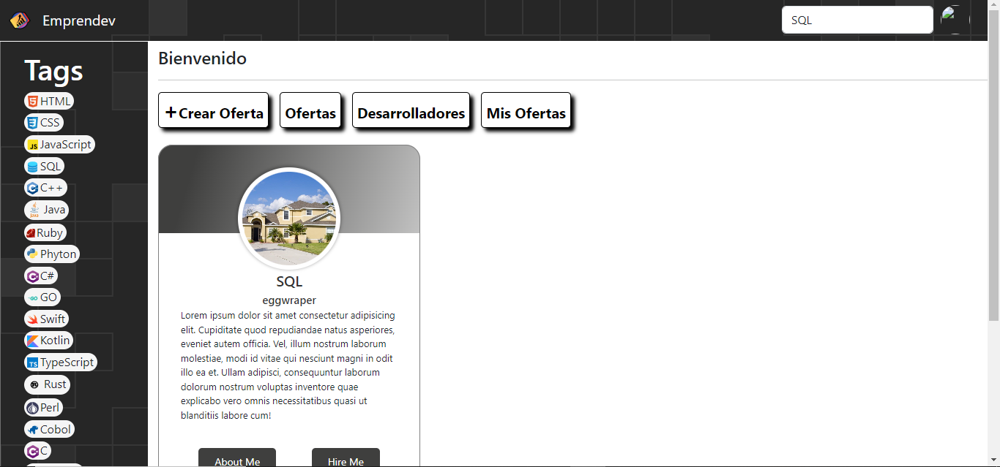 Emprendev
SQL
Tags
HTML
CSS
JS JavaScript
SQL
C++
Java
Ruby
Phyton
C#
GO
Swift
Kotlin
TS TypeScript
Rust
Perl
Cobol
C
Bienvenido
+Crear Oferta
Ofertas
Desarrolladores
Mis Ofertas
SQL
eggwraper
Lorem ipsum dolor sit amet consectetur adipisicing
elit. Cupiditate quod repudiandae natus asperiores,
eveniet autem officia. Vel, illum nostrum laborum
molestiae, modi id vitae qui nesciunt magni in odit
illo ea et. Ullam adipisci, consequuntur laborum
dolorum nostrum voluptas inventore quae
explicabo vero omnis necessitatibus quasi ut
blanditiis labore cum!
About Me
Hire Me